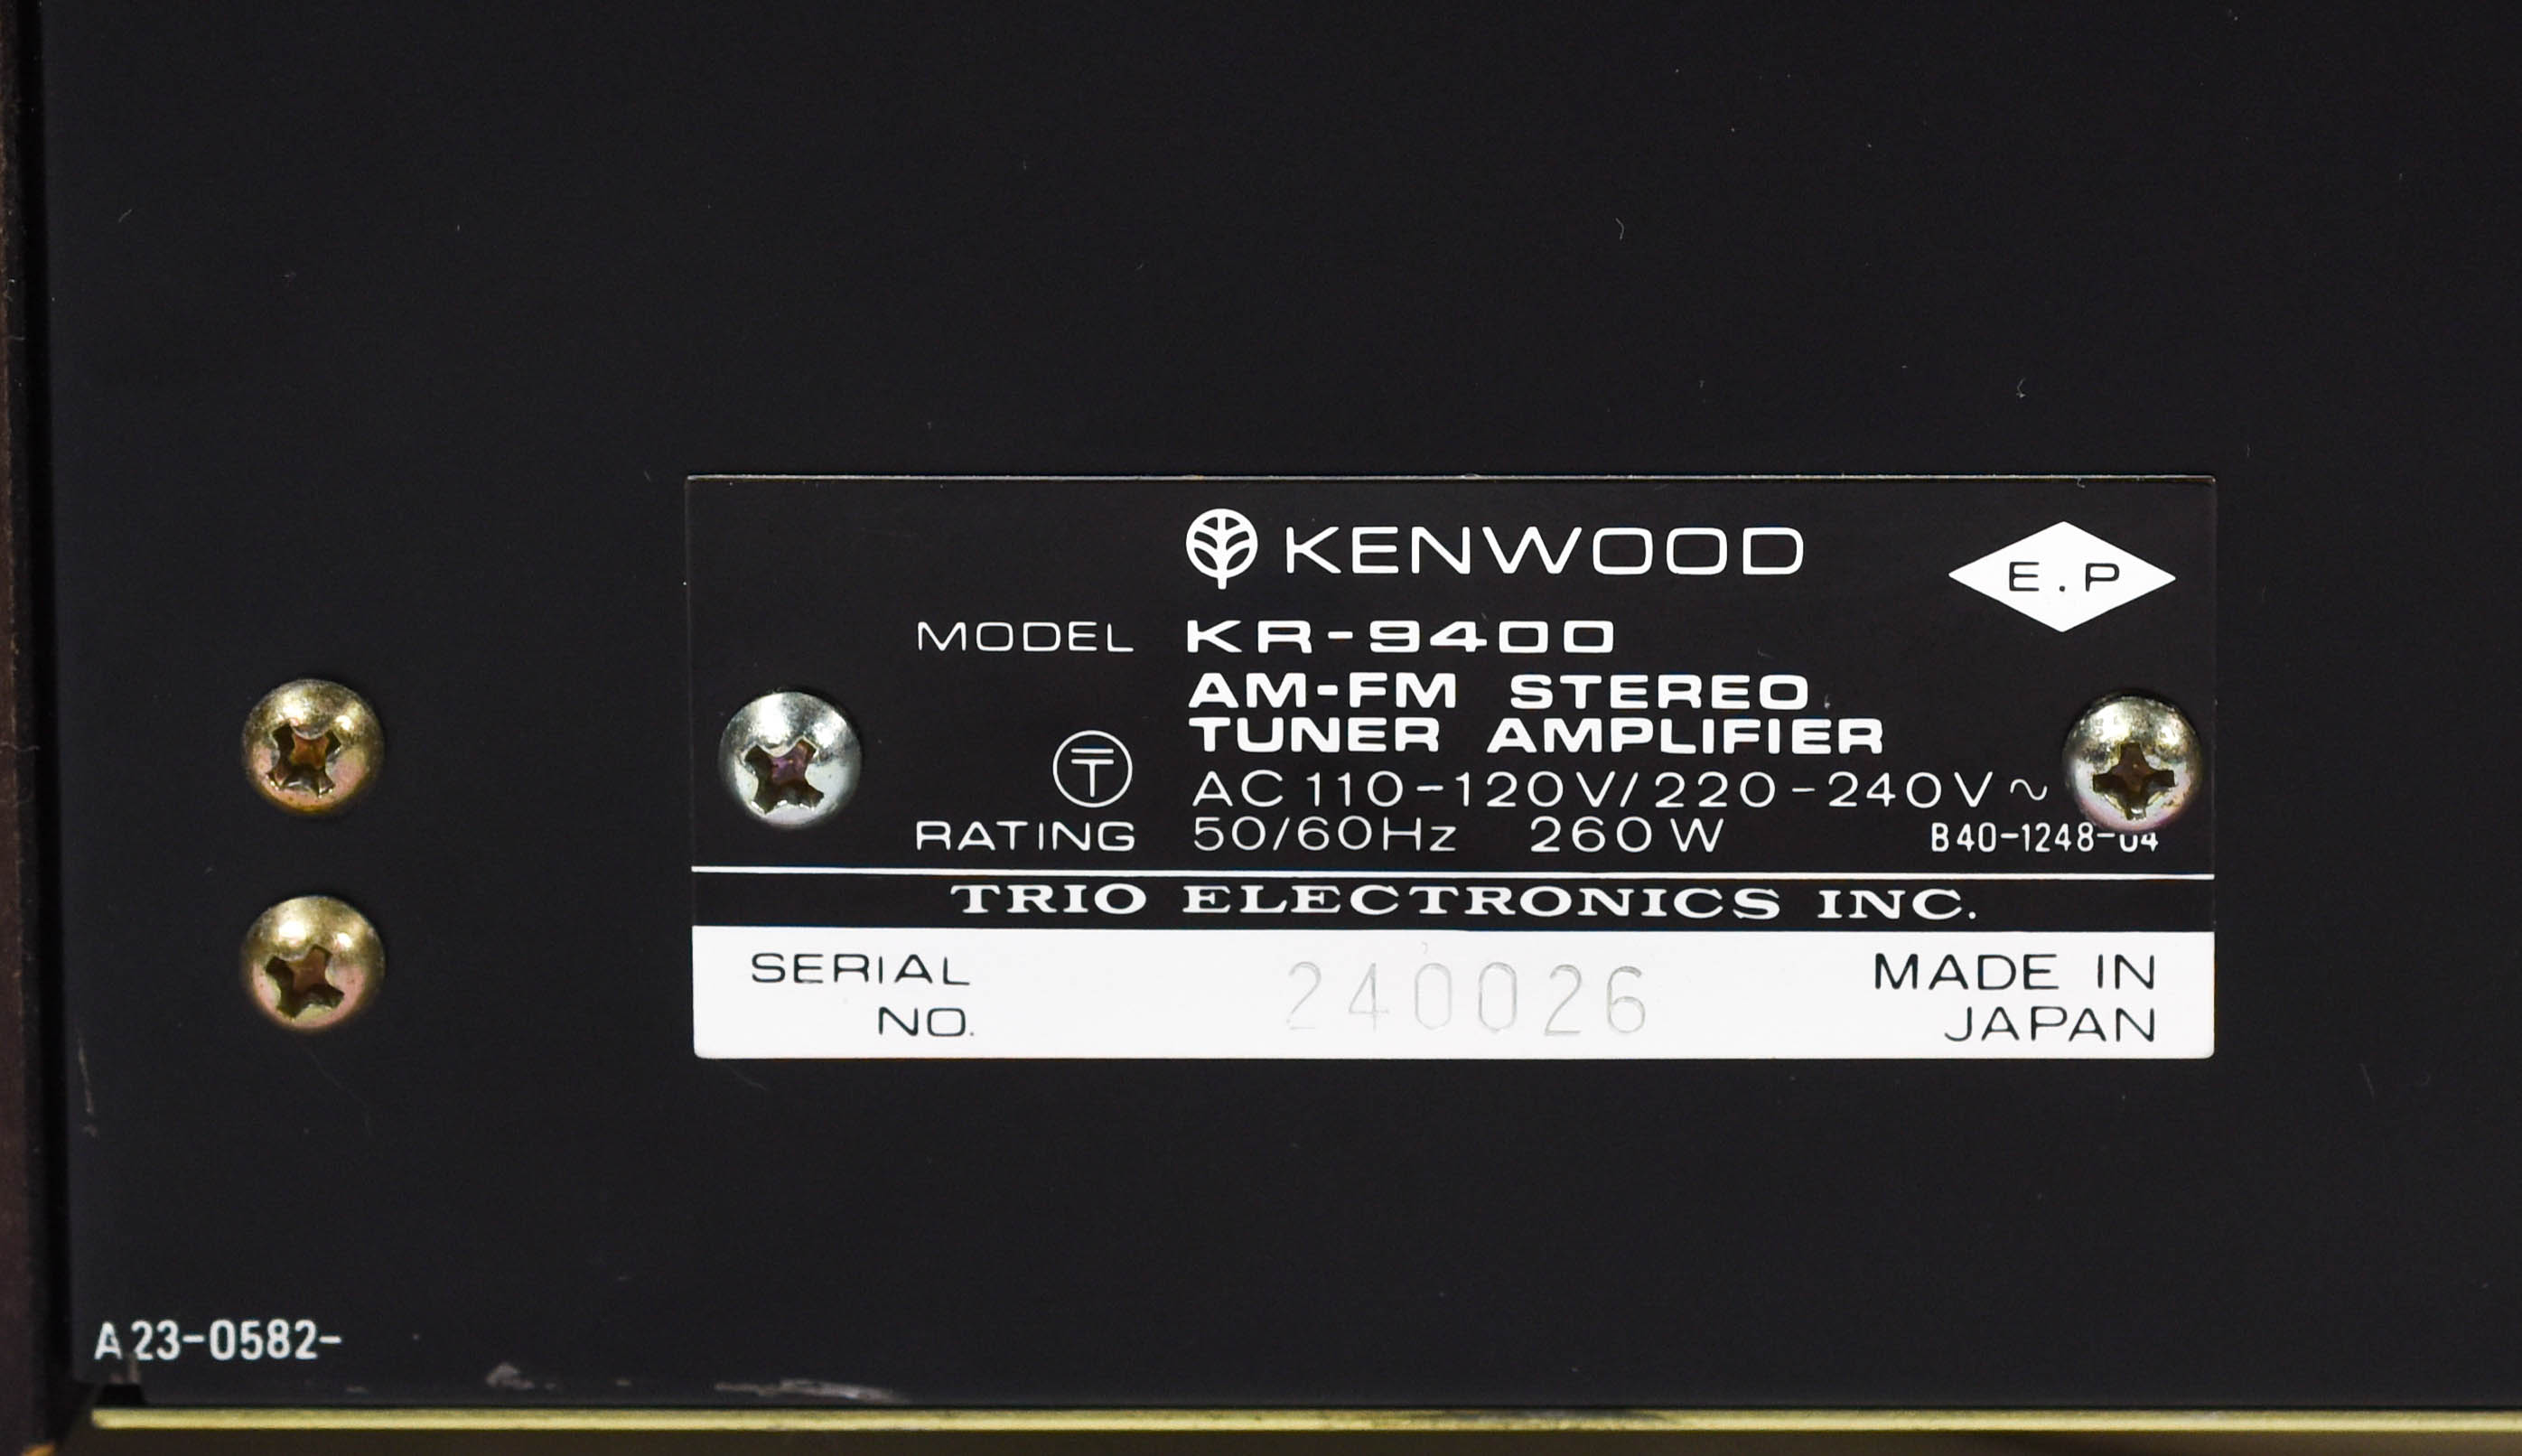 KENWOOD
E.P
MODEL KR-9400
AM-FM STEREO
TUNER AMPLIFIER
T
AC 110-120V/220-240V~
RATING 50/60Hz 260W B40-1248-04
TRIO ELECTRONICS INC.
SERIAL NO. 240026 MADE IN JAPAN
A23-0582-